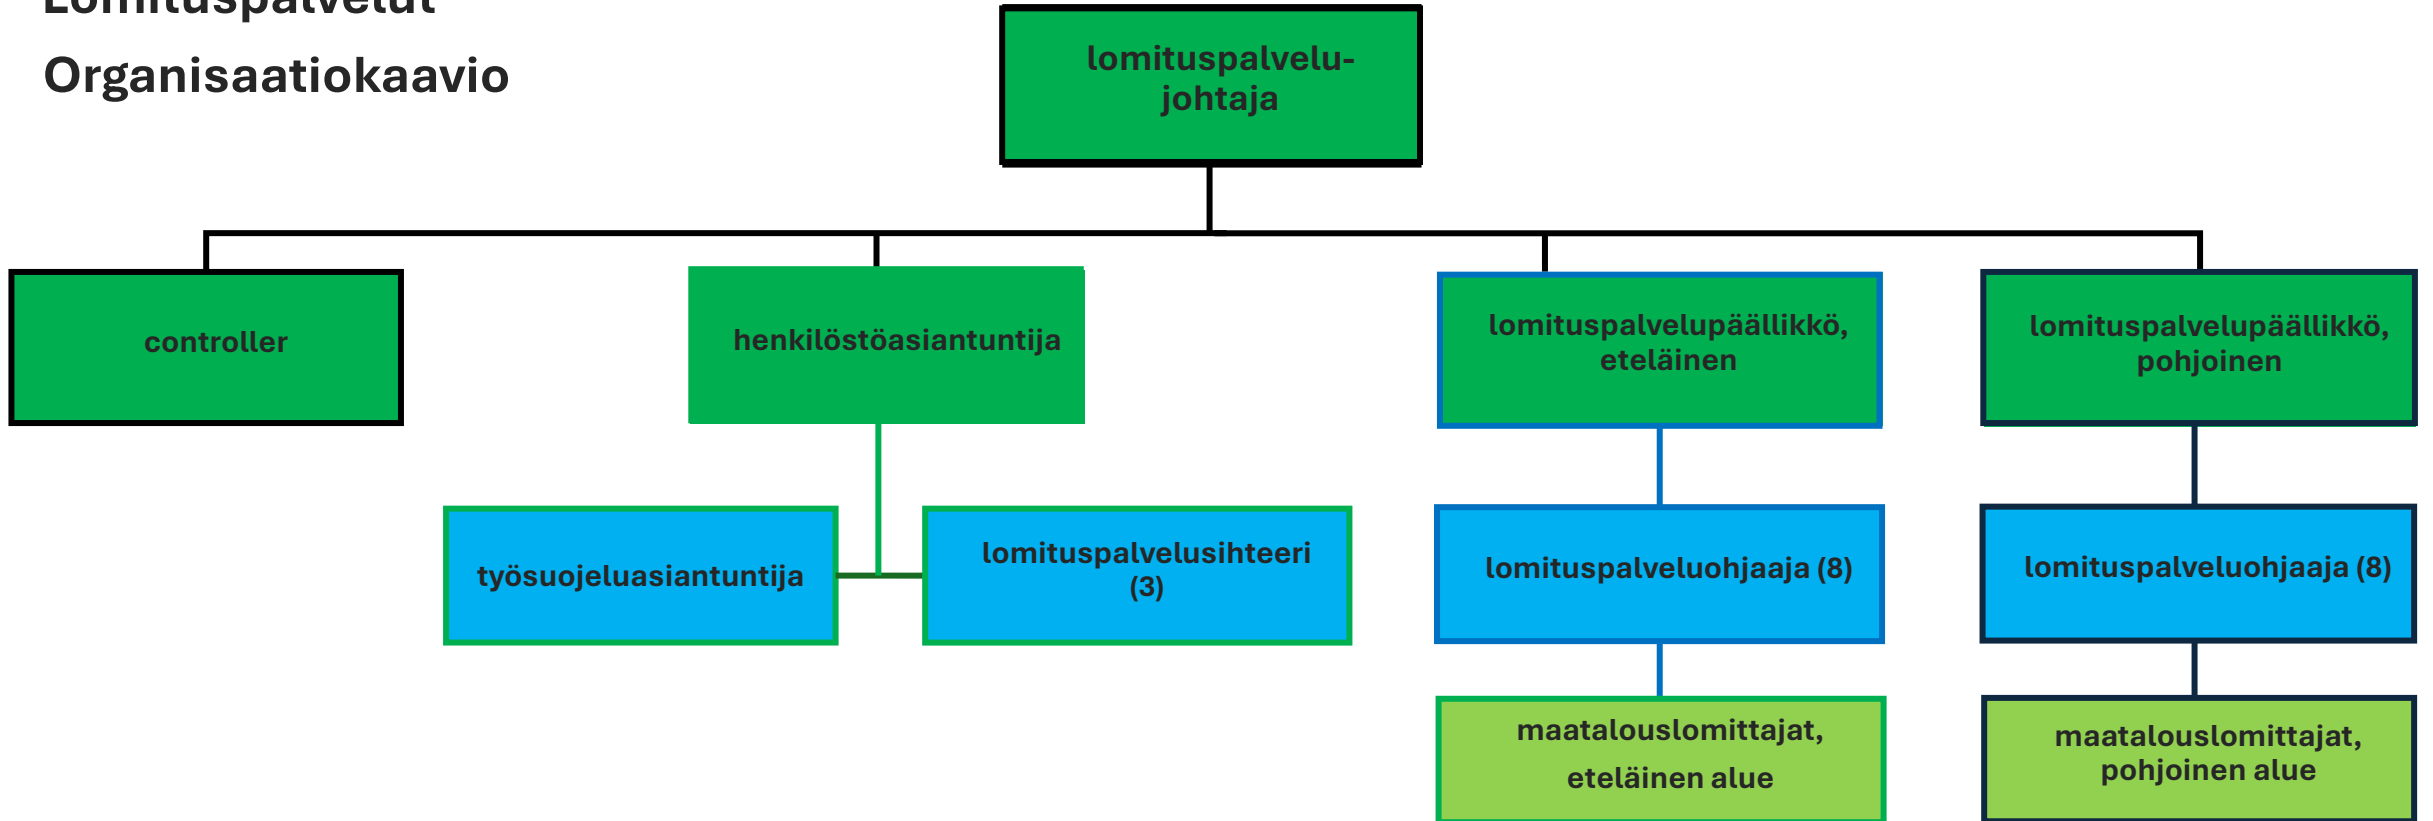 Lomituspalvelut
Organisaatiokaavio
lomituspalvelu-
johtaja
controller
henkilöstöasiantuntija
lomituspalvelupäällikkö,
eteläinen
lomituspalvelupäällikkö,
pohjoinen
työsuojeluasiantuntija
lomituspalvelusihteeri
(3)
lomituspalveluohjaaja (8)
lomituspalveluohjaaja (8)
maatalouslomittajat,
eteläinen alue
maatalouslomittajat,
pohjoinen alue